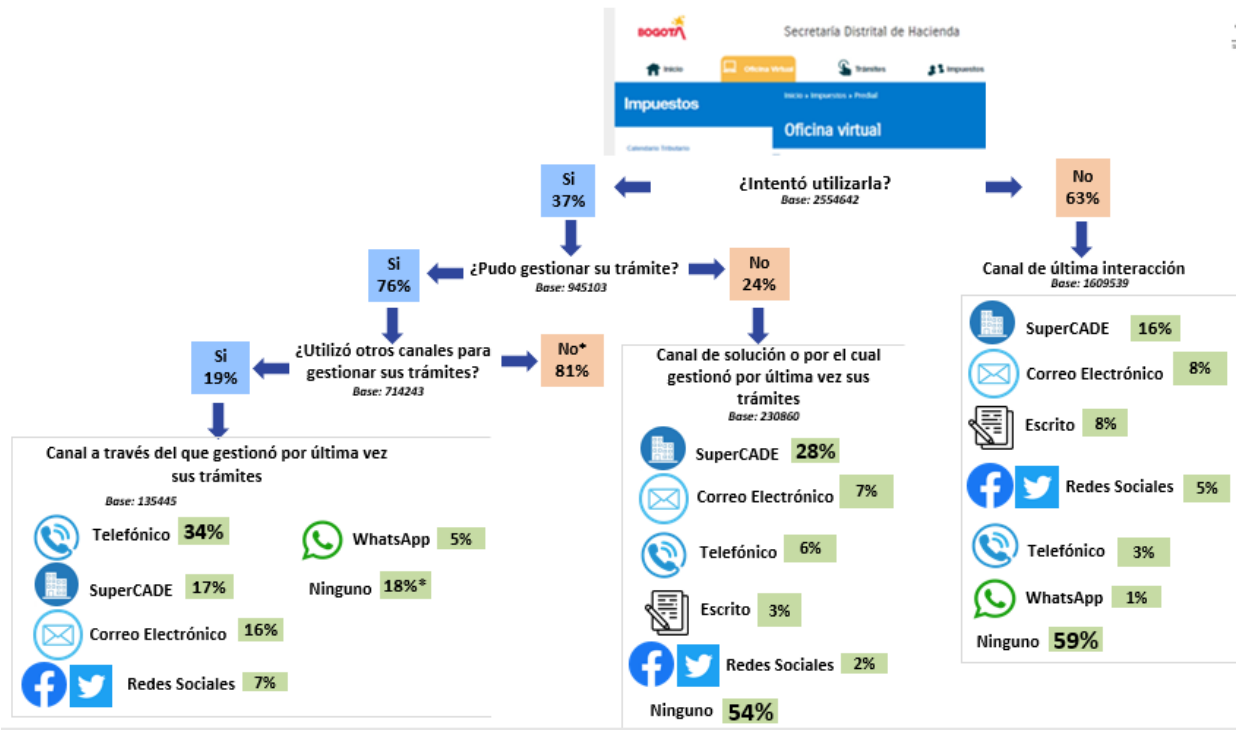 BOGOTÁ
Secretaría Distrital de Hacienda
Inicio
Oficina Virtual
Trámites
Impuestos
Impuestos
Inicio » Impuestos » Predial
Oficina virtual
Calendario Tributario
Si
37%
¿Intentó utilizarla?
Base: 2554642
No
63%
Si
76%
¿Pudo gestionar su trámite?
Base: 945103
No
24%
Canal de última interacción
Base: 1609539
SuperCADE 16%
Correo Electrónico 8%
Escrito 8%
Redes Sociales 5%
Telefónico 3%
WhatsApp 1%
Ninguno 59%
Si
19%
¿Utilizó otros canales para
gestionar sus trámites?
Base: 714243
No*
81%
Canal de solución o por el cual
gestionó por última vez sus
trámites
Base: 230860
SuperCADE 28%
Correo Electrónico 7%
Telefónico 6%
Escrito 3%
Redes Sociales 2%
Ninguno 54%
Canal a través del que gestionó por última vez
sus trámites
Base: 135445
Telefónico 34%
SuperCADE 17%
Correo Electrónico 16%
Redes Sociales 7%
WhatsApp 5%
Ninguno 18%*